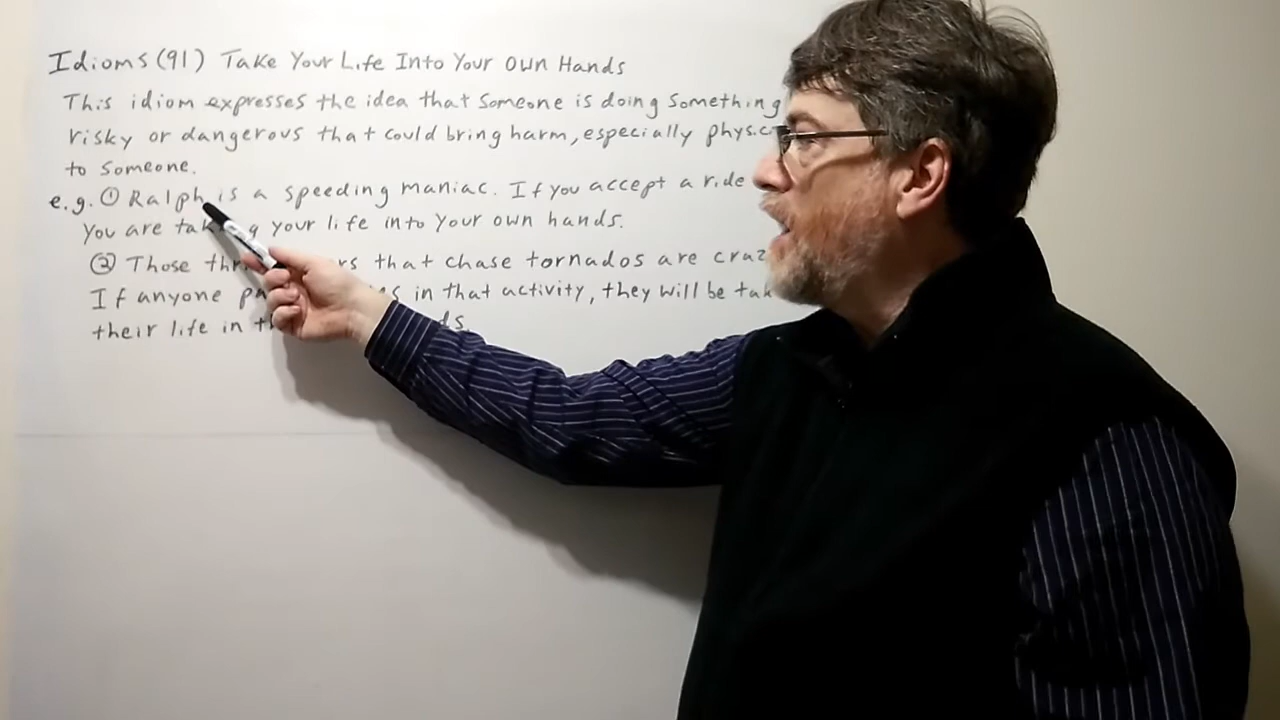 Idioms (91) Take Your Life Into Your Own Hands
This idiom expresses the idea that someone is doing something
risky or dangerous that could bring harm, especially
to someone.
e.g. ① Ralph is a speeding maniac. If you accept a ride
you are your life into your own hands.
② Those that chase tornados are
If anyone in that activity, they will be
their life in